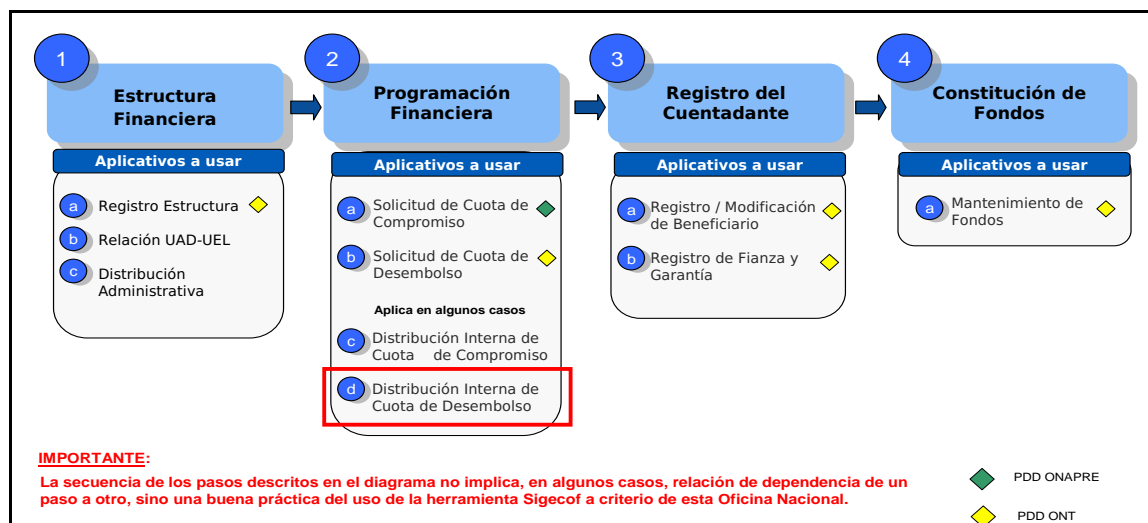 1
Estructura
Financiera
Aplicativos a usar
a Registro Estructura
b Relación UAD-UEL
c Distribución
Administrativa
2
Programación
Financiera
Aplicativos a usar
a Solicitud de Cuota de
Compromiso
b Solicitud de Cuota de
Desembolso
Aplica en algunos casos
c Distribución Interna de
Cuota de Compromiso
d Distribución Interna de
Cuota de Desembolso
3
Registro del
Cuentadante
Aplicativos a usar
a Registro / Modificación
de Beneficiario
b Registro de Fianza y
Garantía
4
Constitución de
Fondos
Aplicativos a usar
a Mantenimiento de
Fondos
IMPORTANTE:
La secuencia de los pasos descritos en el diagrama no implica, en algunos casos, relación de dependencia de un
paso a otro, sino una buena práctica del uso de la herramienta Sigecof a criterio de esta Oficina Nacional.
PDD ONAPRE
PDD ONT